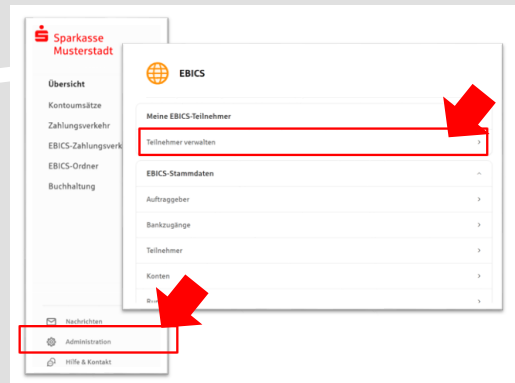 Sparkasse
Musterstadt
Übersicht
Kontoumsätze
Zahlungsverkehr
EBICS-Zahlungsverk
EBICS-Ordner
Buchhaltung
Nachrichten
Administration
Hilfe & Kontakt
EBICS
Meine EBICS-Teilnehmer
Teilnehmer verwalten
EBICS-Stammdaten
Auftraggeber
Bankzugänge
Teilnehmer
Konten